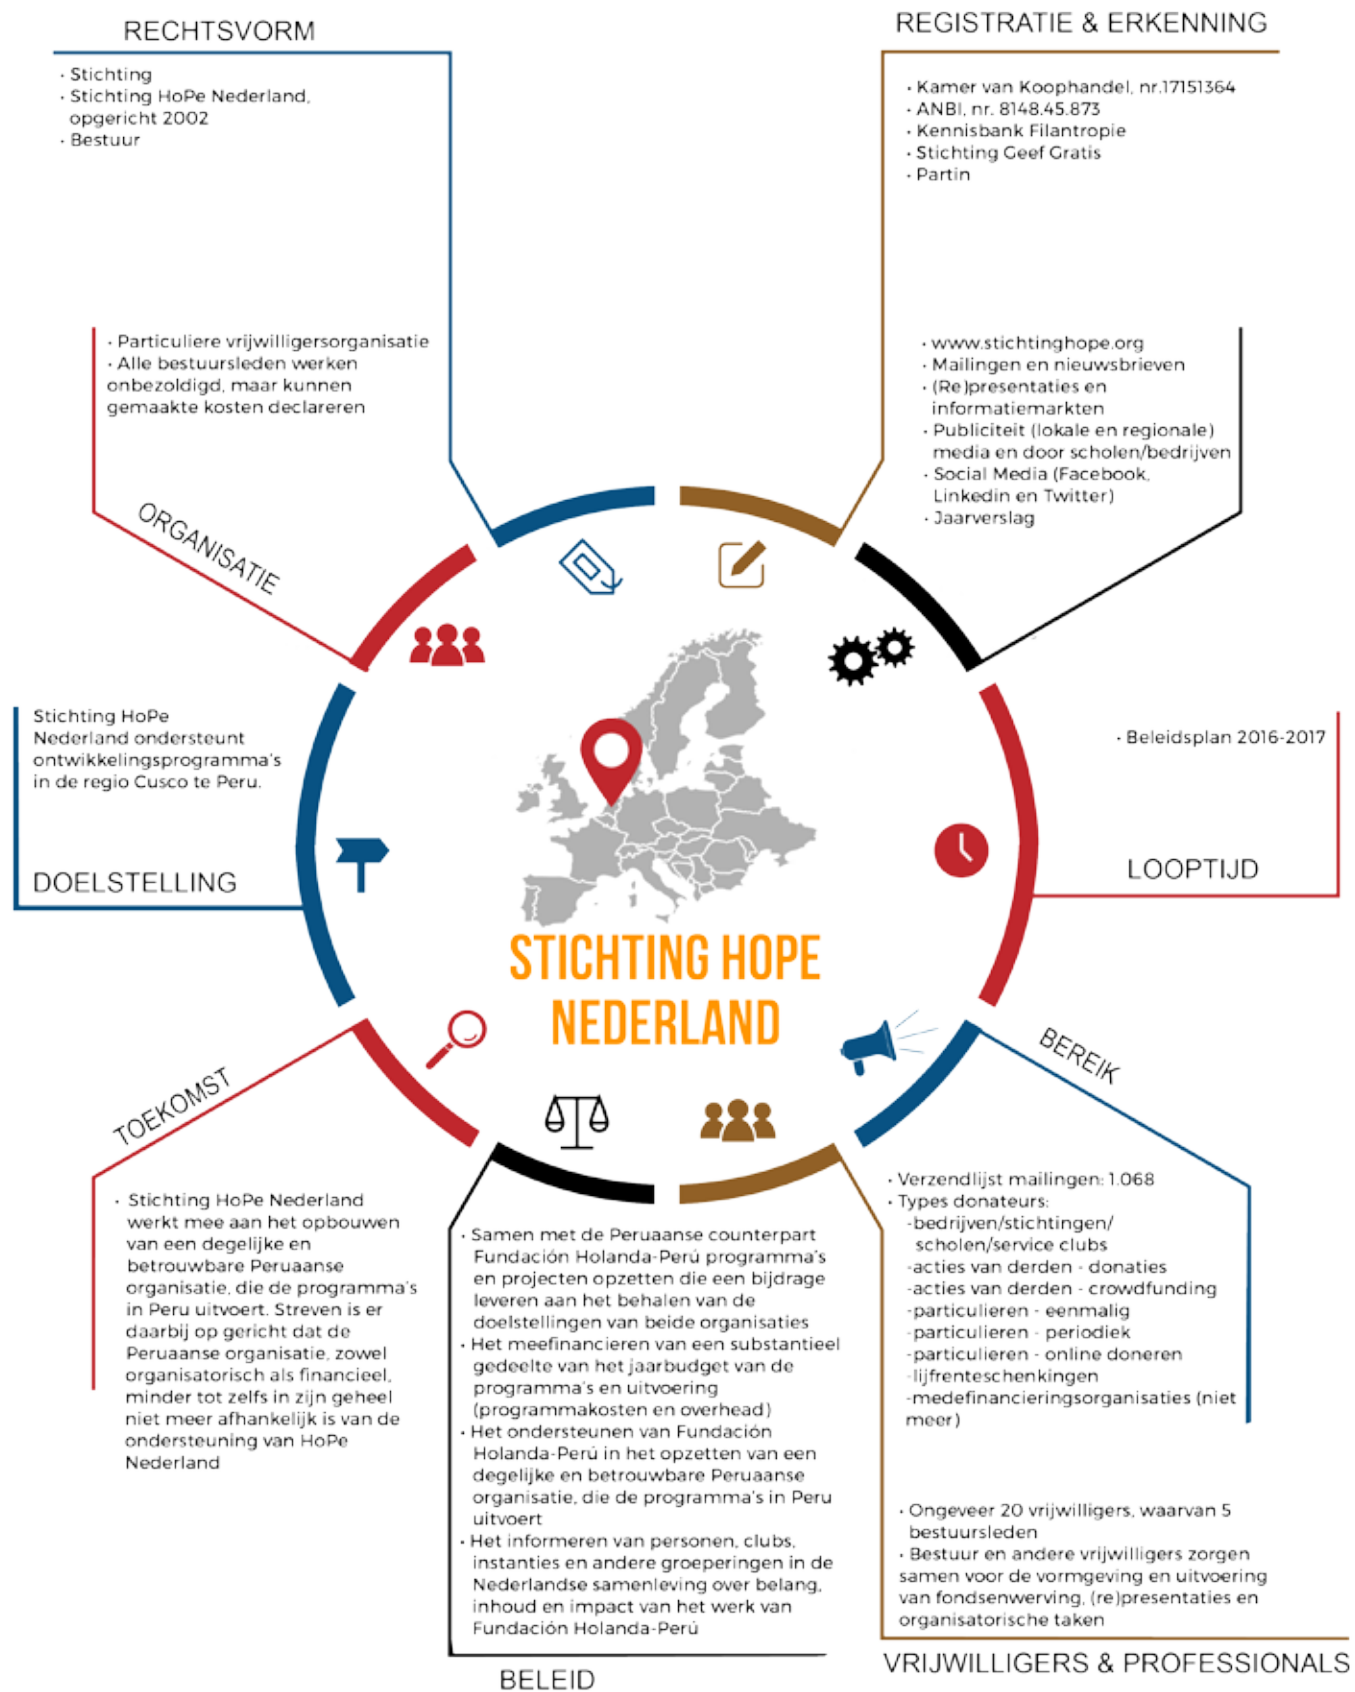 RECHTSVORM
· Stichting
· Stichting HoPe Nederland,
opgericht 2002
· Bestuur
REGISTRATIE & ERKENNING
· Kamer van Koophandel, nr.17151364
· ANBI, nr. 8148.45.873
· Kennisbank Filantropie
· Stichting Geef Gratis
· Partin
· Particuliere vrijwilligersorganisatie
· Alle bestuursleden werken
onbezoldigd, maar kunnen
gemaakte kosten declareren
ORGANISATIE
· www.stichtinghope.org
· Mailingen en nieuwsbrieven
· (Re)presentaties en
informatiemarkten
· Publiciteit (lokale en regionale)
media en door scholen/bedrijven
· Social Media (Facebook,
Linkedin en Twitter)
· Jaarverslag
Stichting HoPe
Nederland ondersteunt
ontwikkelingsprogramma's
in de regio Cusco te Peru.
DOELSTELLING
· Beleidsplan 2016-2017
LOOPTIJD
STICHTING HOPE
NEDERLAND
TOEKOMST
· Stichting HoPe Nederland
werkt mee aan het opbouwen
van een degelijke en
betrouwbare Peruaanse
organisatie, die de programma's
in Peru uitvoert. Streven is er
daarbij op gericht dat de
Peruaanse organisatie, zowel
organisatorisch als financieel,
minder tot zelfs in zijn geheel
niet meer afhankelijk is van de
ondersteuning van HoPe
Nederland
· Samen met de Peruaanse counterpart
Fundación Holanda-Perú programma's
en projecten opzetten die een bijdrage
leveren aan het behalen van de
doelstellingen van beide organisaties
· Het meefinancieren van een substantieel
gedeelte van het jaarbudget van de
programma's en uitvoering
(programmakosten en overhead)
· Het ondersteunen van Fundación
Holanda-Perú in het opzetten van een
degelijke en betrouwbare Peruaanse
organisatie, die de programma's in Peru
uitvoert
· Het informeren van personen, clubs,
instanties en andere groeperingen in de
Nederlandse samenleving over belang,
inhoud en impact van het werk van
Fundación Holanda-Perú
BELEID
BEREIK
· Verzendlijst mailingen: 1.068
· Types donateurs:
-bedrijven/stichtingen/
scholen/service clubs
-acties van derden - donaties
-acties van derden - crowdfunding
-particulieren - eenmalig
-particulieren - periodiek
-particulieren - online doneren
-lijfrenteschenkingen
-medefinancieringsorganisaties (niet
meer)
· Ongeveer 20 vrijwilligers, waarvan 5
bestuursleden
· Bestuur en andere vrijwilligers zorgen
samen voor de vormgeving en uitvoering
van fondsenwerving, (re)presentaties en
organisatorische taken
VRIJWILLIGERS & PROFESSIONALS